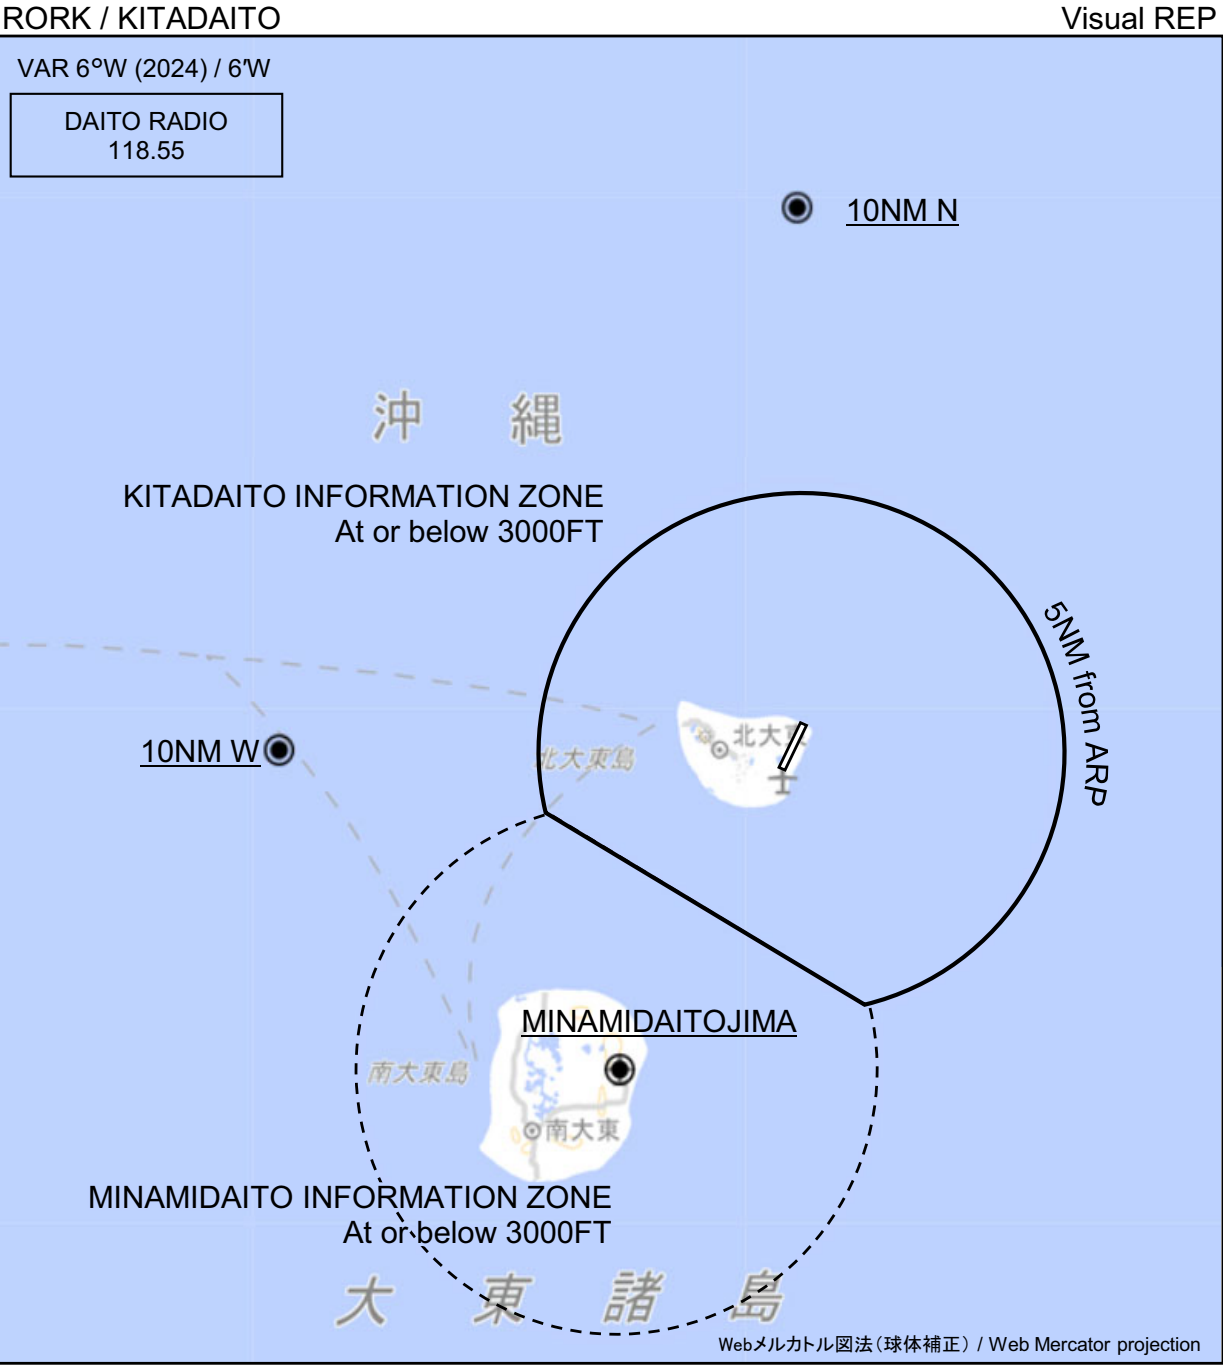 RORK / KITADAITO
Visual REP
VAR 6°W (2024) / 6'W
DAITO RADIO
118.55
10NM N
沖縄
KITADAITO INFORMATION ZONE
At or below 3000FT
5NM from ARP
北大東
10NM W
北大東島
MINAMIDAITOJIMA
南大東島
南大東
MINAMIDAITO INFORMATION ZONE
At or below 3000FT
大東諸島
Webメルカトル図法(球体補正) / Web Mercator projection